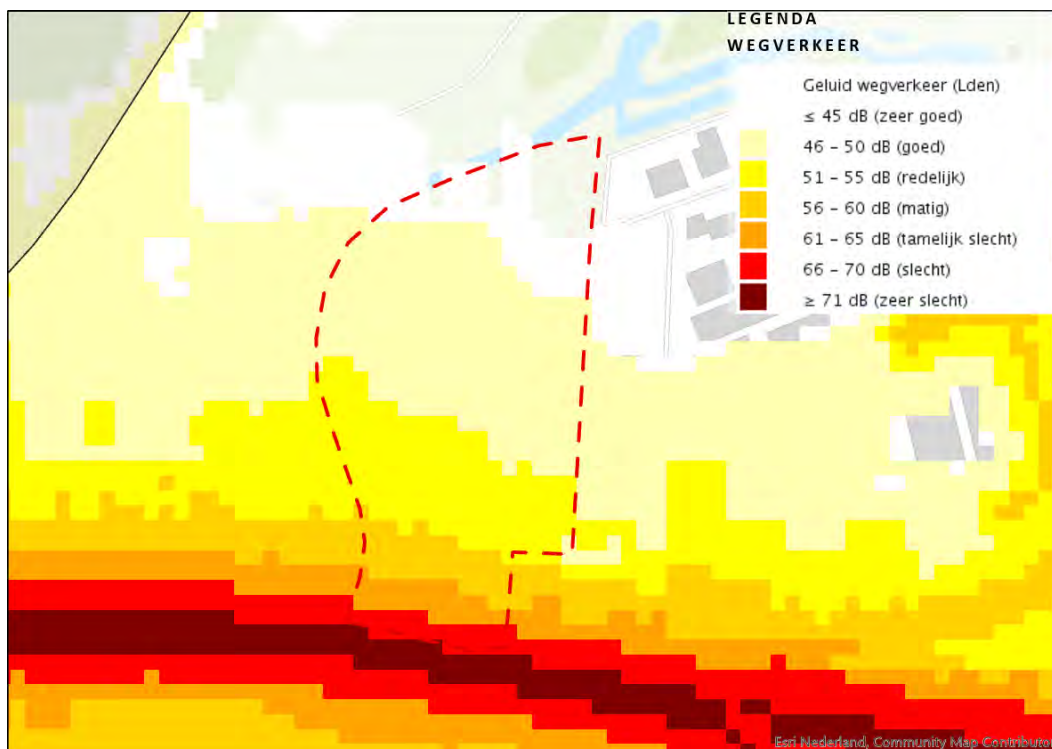 LEGENDA
WEGVERKEER
Geluid wegverkeer (Lden)
≤ 45 dB (zeer goed)
46 – 50 dB (goed)
51 – 55 dB (redelijk)
56 – 60 dB (matig)
61 – 65 dB (tamelijk slecht)
66 – 70 dB (slecht)
≥ 71 dB (zeer slecht)
Esri Nederland, Community Map Contributor